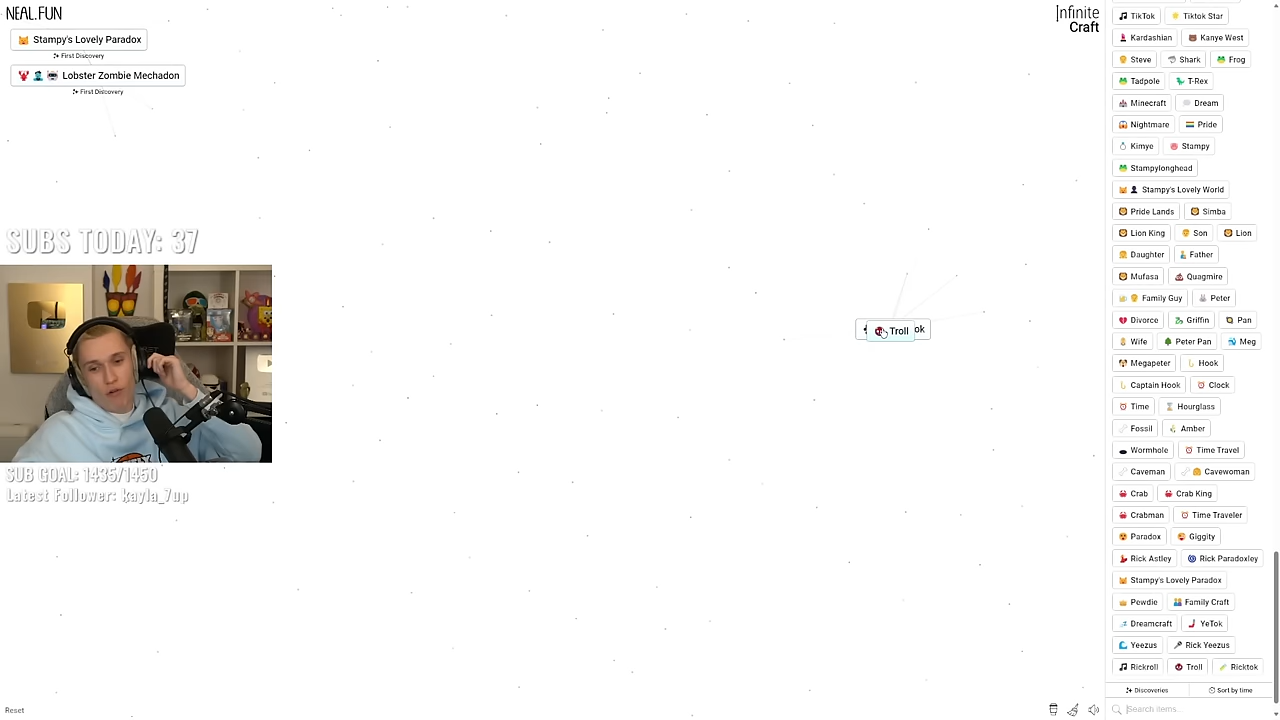 NEAL.FUN
Infinite
Craft
Stampy's Lovely Paradox
First Discovery
Lobster Zombie Mechadon
First Discovery
SUBS TODAY: 37
SUB GOAL: 1435/1450
Latest Follower: kayla_7up
Troll
ok
Reset
TikTok
Tiktok Star
Kardashian
Kanye West
Steve
Shark
Frog
Tadpole
T-Rex
Minecraft
Dream
Nightmare
Pride
Kimye
Stampy
Stampylonghead
Stampy's Lovely World
Pride Lands
Simba
Lion King
Son
Lion
Daughter
Father
Mufasa
Quagmire
Family Guy
Peter
Divorce
Griffin
Pan
Wife
Peter Pan
Meg
Megapeter
Hook
Captain Hook
Clock
Time
Hourglass
Fossil
Amber
Wormhole
Time Travel
Caveman
Cavewoman
Crab
Crab King
Crabman
Time Traveler
Paradox
Giggity
Rick Astley
Rick Paradoxley
Stampy's Lovely Paradox
Pewdie
Family Craft
Dreamcraft
YeTok
Yeezus
Rick Yeezus
Rickroll
Troll
Ricktok
Discoveries
Sort by time
Search items...